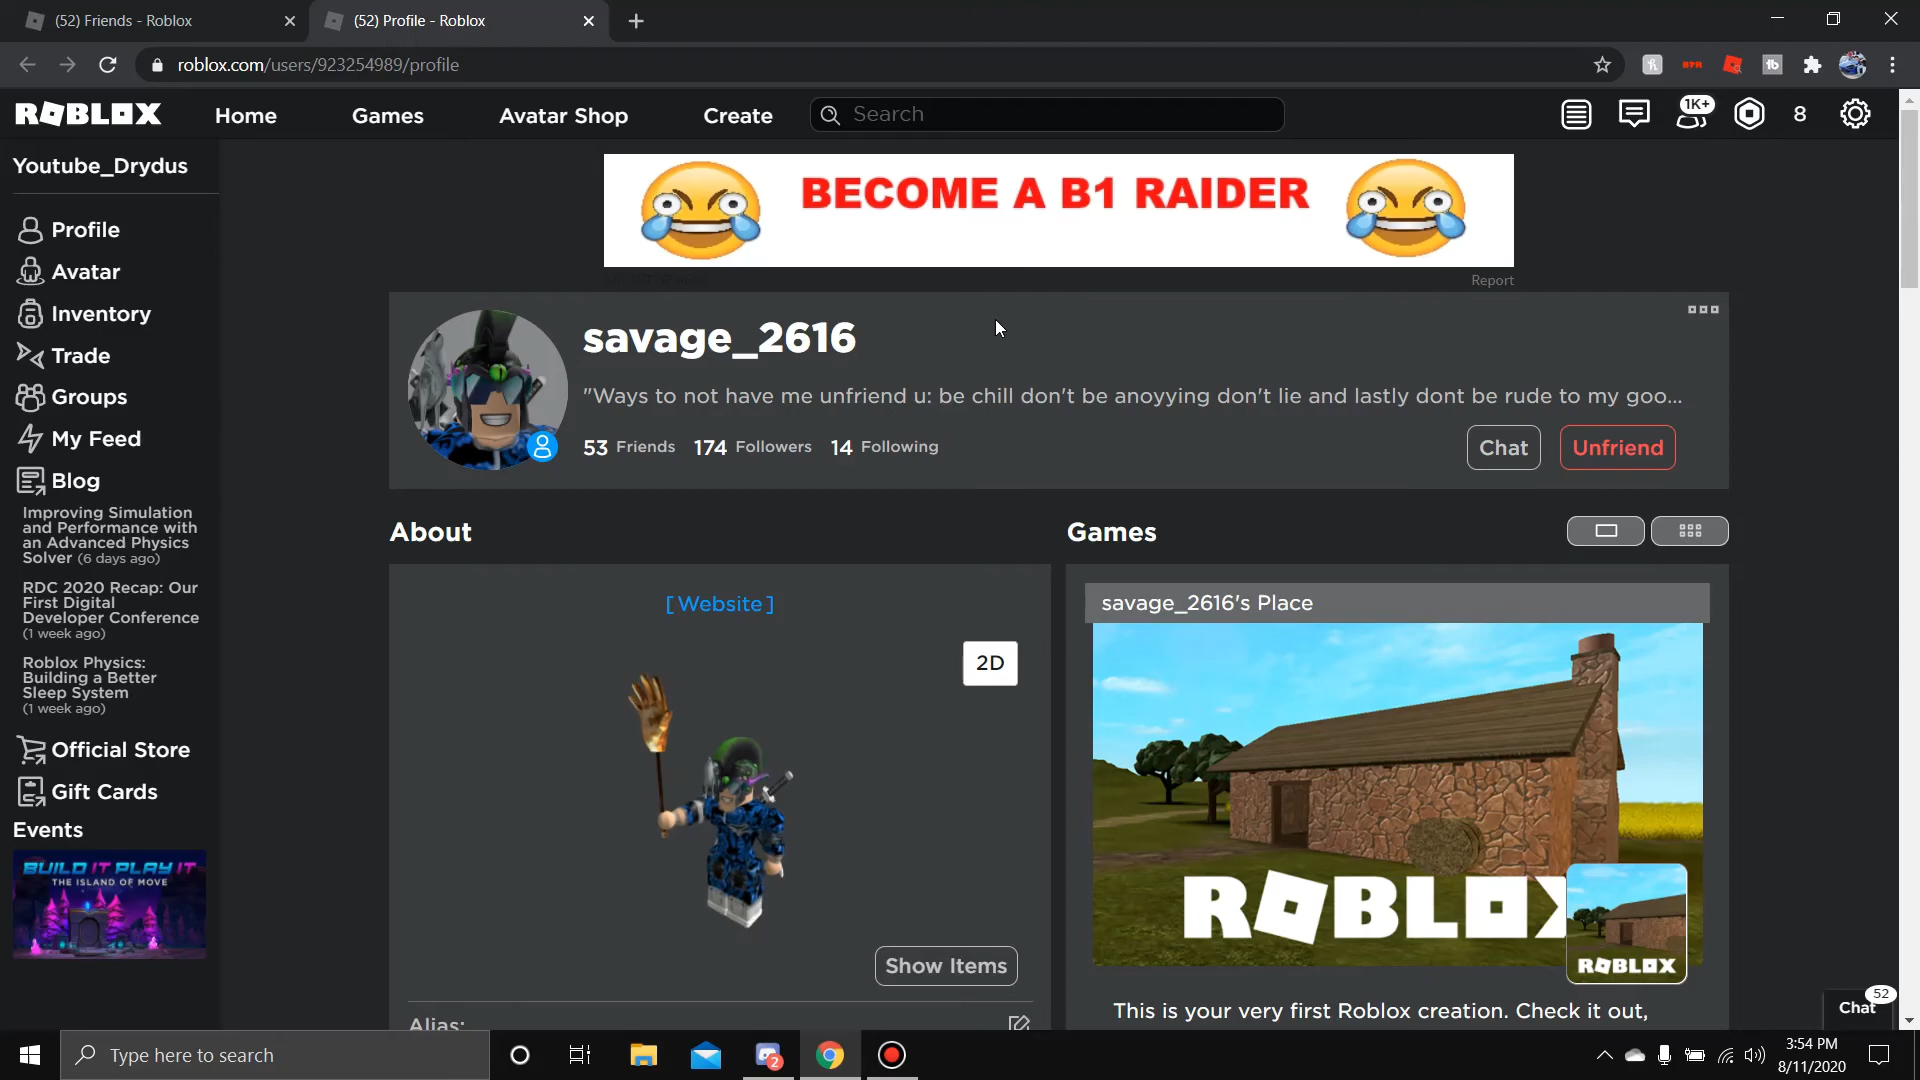 (52) Friends - Roblox
(52) Profile - Roblox
roblox.com/users/923254989/profile
ROBLOX
Home
Games
Avatar Shop
Create
Search
1K+
8
Youtube_Drydus
Profile
Avatar
Inventory
Trade
Groups
My Feed
Blog
Improving Simulation
and Performance with
an Advanced Physics
Solver (6 days ago)
RDC 2020 Recap: Our
First Digital
Developer Conference
(1 week ago)
Roblox Physics:
Building a Better
Sleep System
(1 week ago)
Official Store
Gift Cards
Events
BUILD IT PLAY IT
THE ISLAND OF MOVE
BECOME A B1 RAIDER
Report
savage_2616
"Ways to not have me unfriend u: be chill don't be anoyying don't lie and lastly dont be rude to my goo...
53 Friends 174 Followers 14 Following
Chat
Unfriend
About
[ Website ]
2D
Show Items
Alias:
Games
savage_2616's Place
ROBLOX
ROBLOX
This is your very first Roblox creation. Check it out,
Chat
52
Type here to search
2
3:54 PM
8/11/2020